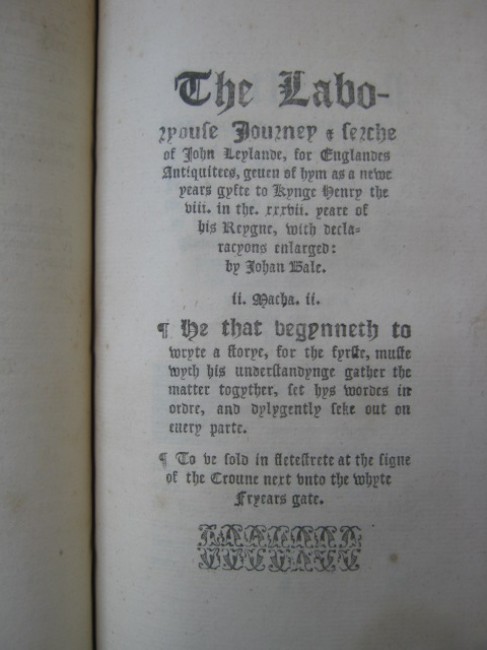 The Labo-
ryouse Journey & serche
of John Leylande, for Englandes
Antiquitees, geuen of hym as a newe
years gyfte to Kynge Henry the
viii. in the. xxxvii. yeare of
his Reygne, with decla-
racyons enlarged:
by Johan Bale.
ii. Macha. ii.
¶ He that begynneth to
wryte a storye, for the fyrste, muste
wyth his understandynge gather the
matter togyther, set hys wordes in
ordre, and dylygently seke out on
euery parte.
¶ To be sold in fletestrete at the signe
of the Croune next vnto the whyte
Fryears gate.